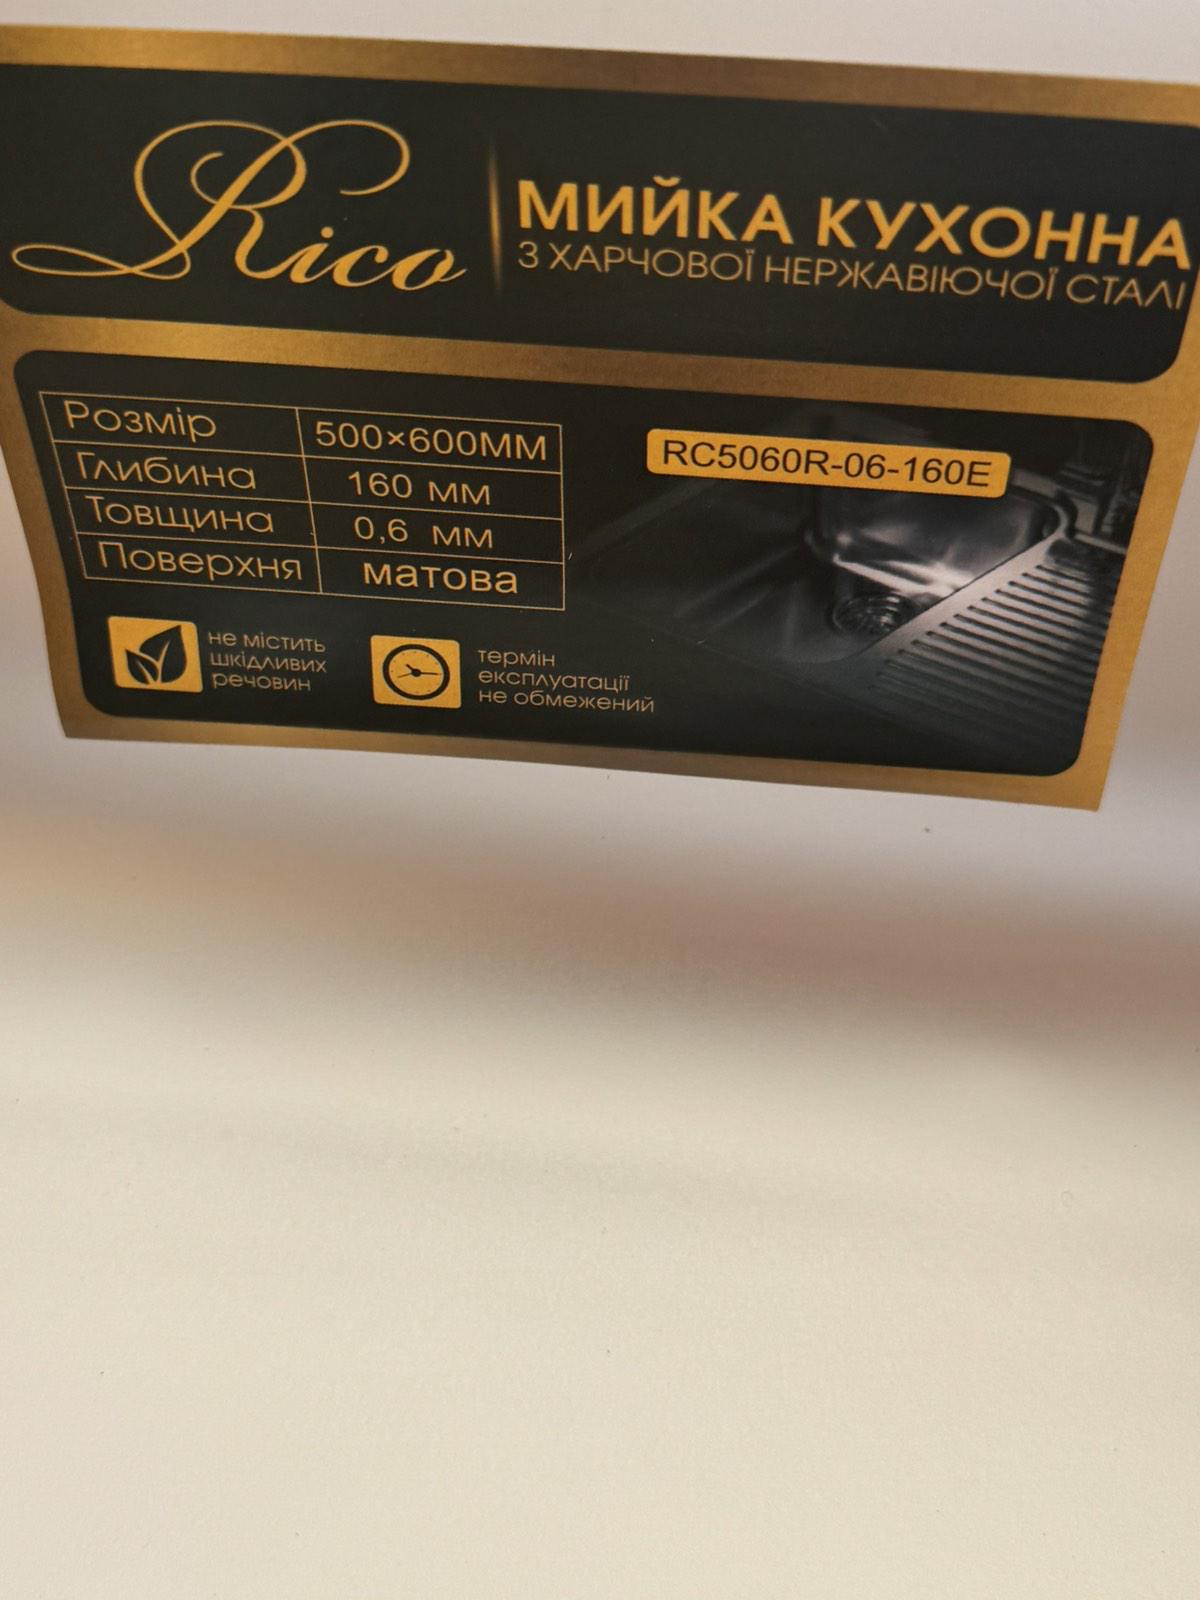 Rico
МИЙКА КУХОННА
З ХАРЧОВОЇ НЕРЖАВІЮЧОЇ СТАЛІ
Розмір 500×600ММ
Глибина 160 мм
Товщина 0,6 мм
Поверхня матова
RC5060R-06-160E
не містить
шкідливих
речовин
термін
експлуатації
не обмежений